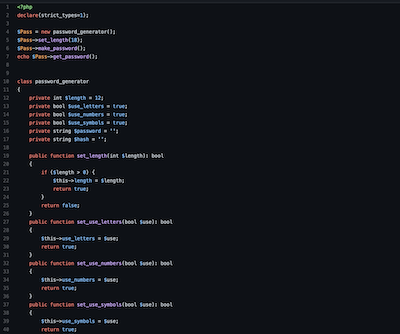 1 <?php
2 declare(strict_types=1);
3
4 $Pass = new password_generator();
5 $Pass->set_length(10);
6 $Pass->make_password();
7 echo $Pass->get_password();
8
9
10 class password_generator
11 {
12 private int $length = 12;
13 private bool $use_letters = true;
14 private bool $use_numbers = true;
15 private bool $use_symbols = true;
16 private string $password = '';
17 private string $hash = '';
18
19 public function set_length(int $length): bool
20 {
21 if ($length > 0) {
22 $this->length = $length;
23 return true;
24 }
25 return false;
26 }
27 public function set_use_letters(bool $use): bool
28 {
29 $this->use_letters = $use;
30 return true;
31 }
32 public function set_use_numbers(bool $use): bool
33 {
34 $this->use_numbers = $use;
35 return true;
36 }
37 public function set_use_symbols(bool $use): bool
38 {
39 $this->use_symbols = $use;
40 return true;